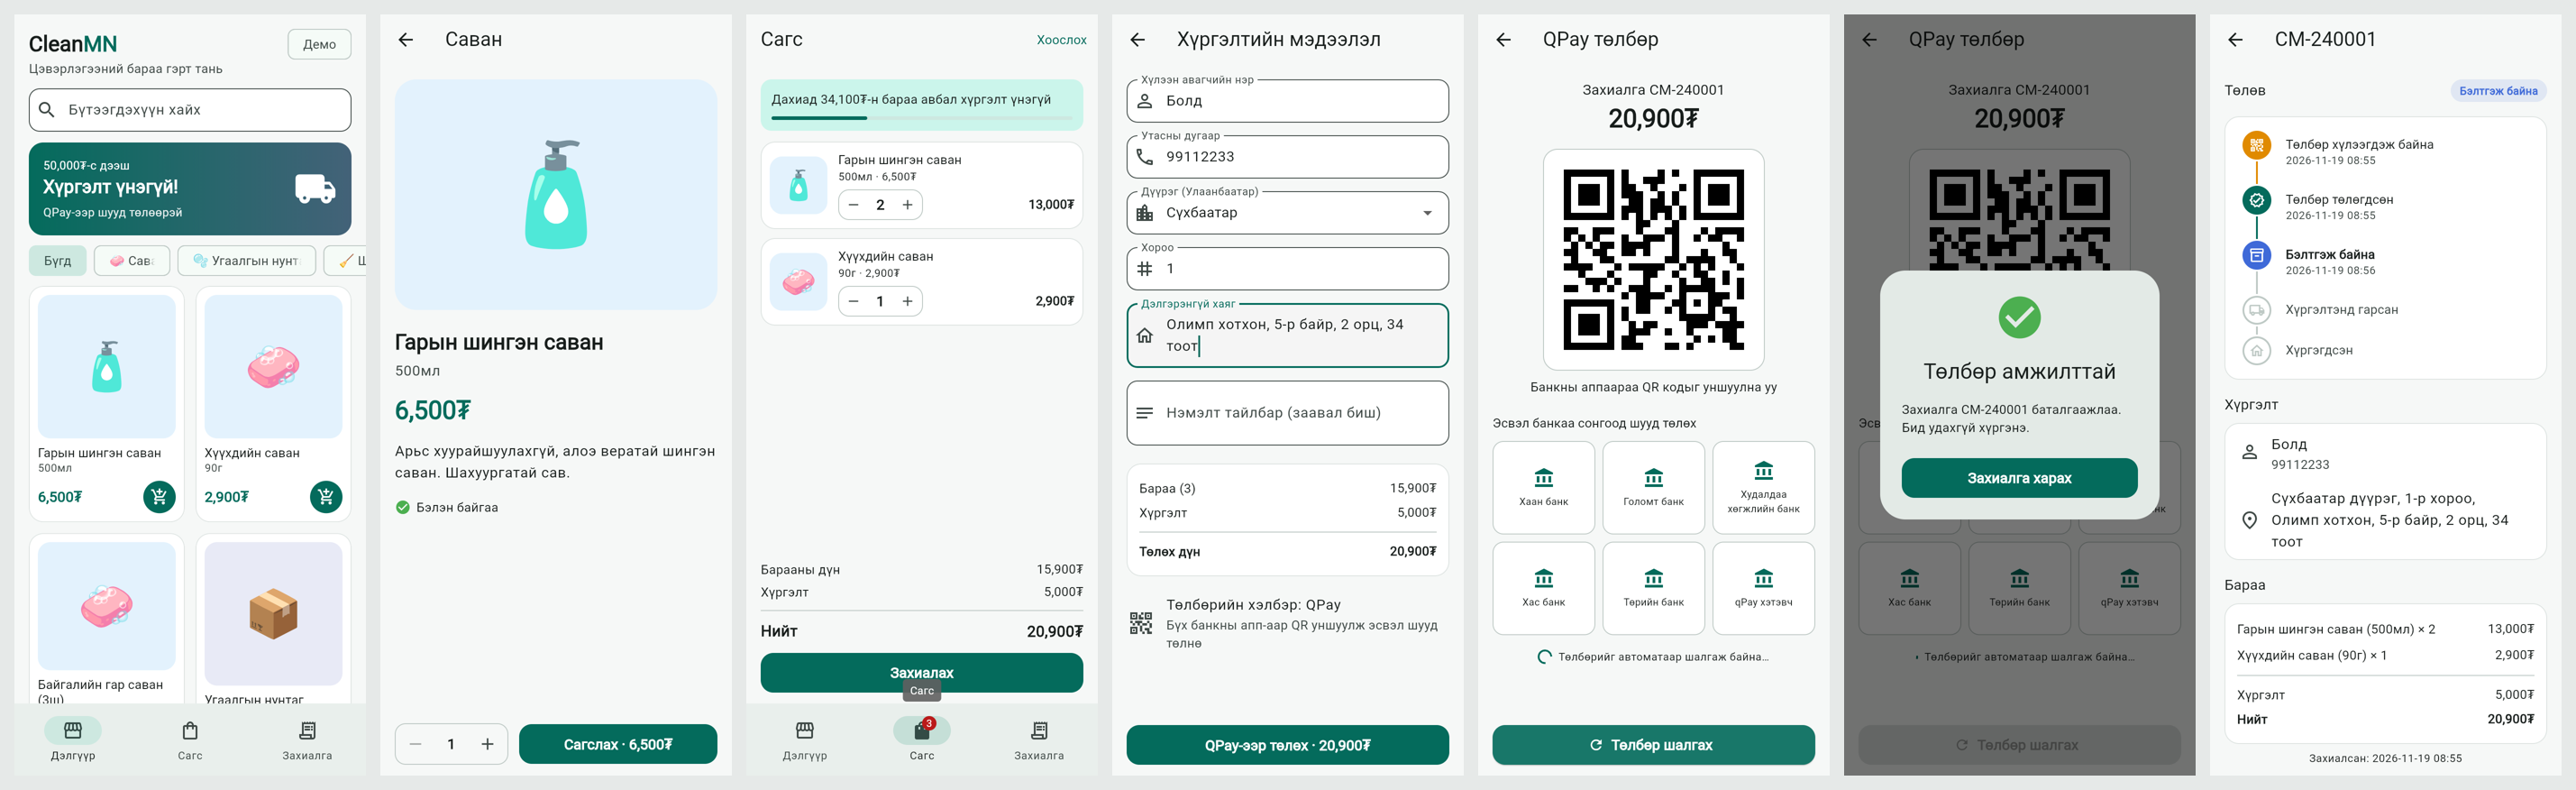 CleanMN
Демо
Цэвэрлэгээний бараа гэрт тань
Бүтээгдэхүүн хайх
50,000₮-с дээш
Хүргэлт үнэгүй!
QPay-ээр шууд төлөөрэй
Бүгд
Сав
Угаалгын нунт
Гарын шингэн саван
500мл
6,500₮
Хүүхдийн саван
90г
2,900₮
Байгалийн гар саван
(3ш)
Угаалгын нунтаг
Дэлгүүр
Сагс
Захиалга
Саван
Гарын шингэн саван
500мл
6,500₮
Арьс хуурайшуулахгүй, алоэ вератай шингэн
саван. Шахуургатай сав.
Бэлэн байгаа
1
Сагслах · 6,500₮
Сагс
Хоослох
Дахиад 34,100₮-н бараа авбал хүргэлт үнэгүй
Гарын шингэн саван
500мл · 6,500₮
2
13,000₮
Хүүхдийн саван
90г · 2,900₮
1
2,900₮
Барааны дүн
15,900₮
Хүргэлт
5,000₮
Нийт
20,900₮
Захиалах
Сагс
3
Дэлгүүр
Сагс
Захиалга
Хүргэлтийн мэдээлэл
Хүлээн авагчийн нэр
Болд
Утасны дугаар
99112233
Дүүрэг (Улаанбаатар)
Сүхбаатар
Хороо
1
Дэлгэрэнгүй хаяг
Олимп хотхон, 5-р байр, 2 орц, 34
тоот
Нэмэлт тайлбар (заавал биш)
Бараа (3)
15,900₮
Хүргэлт
5,000₮
Төлөх дүн
20,900₮
Төлбөрийн хэлбэр: QPay
Бүх банкны апп-аар QR уншуулж эсвэл шууд
төлнө
QPay-ээр төлөх · 20,900₮
QPay төлбөр
Захиалга CM-240001
20,900₮
Банкны аппаараа QR кодыг уншуулна уу
Эсвэл банкаа сонгоод шууд төлөх
Хаан банк
Голомт банк
Худалдаа
хөгжлийн банк
Хас банк
Төрийн банк
qPay хэтэвч
Төлбөрийг автоматаар шалгаж байна…
Төлбөр шалгах
QPay төлбөр
Захиалга CM-240001
20,900₮
Төлбөр амжилттай
Захиалга CM-240001 баталгаажлаа.
Бид удахгүй хүргэнэ.
Захиалга харах
Эсв
нк
Хас банк
Төрийн банк
qPay хэтэвч
Төлбөрийг автоматаар шалгаж байна…
Төлбөр шалгах
CM-240001
Төлөв
Бэлтгэж байна
Төлбөр хүлээгдэж байна
2026-11-19 08:55
Төлбөр төлөгдсөн
2026-11-19 08:55
Бэлтгэж байна
2026-11-19 08:56
Хүргэлтэнд гарсан
Хүргэгдсэн
Хүргэлт
Болд
99112233
Сүхбаатар дүүрэг, 1-р хороо,
Олимп хотхон, 5-р байр, 2 орц, 34
тоот
Бараа
Гарын шингэн саван (500мл) × 2
13,000₮
Хүүхдийн саван (90г) × 1
2,900₮
Хүргэлт
5,000₮
Нийт
20,900₮
Захиалсан: 2026-11-19 08:55